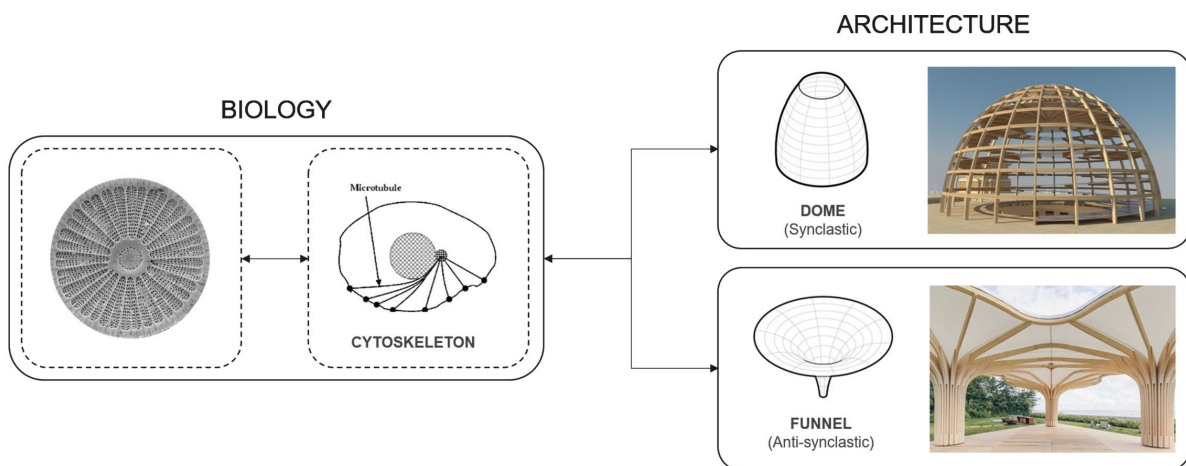 ARCHITECTURE
BIOLOGY
Microtubule
CYTOSKELETON
DOME
(Synclastic)
FUNNEL
(Anti-synclastic)